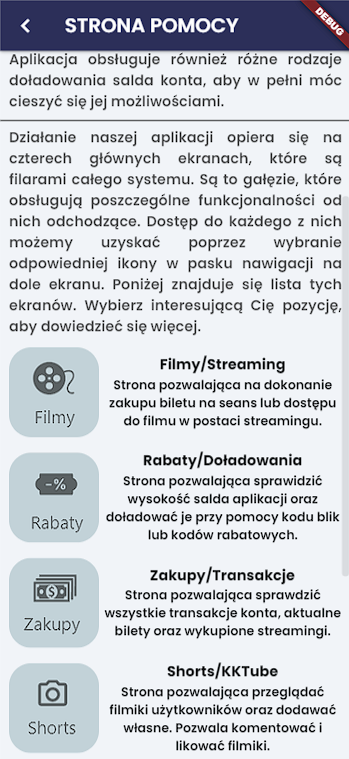 STRONA POMOCY
DEBUG
Aplikacja obsługuje również różne rodzaje
doładowania salda konta, aby w pełni móc
cieszyć się jej możliwościami.
Działanie naszej aplikacji opiera się na
czterech głównych ekranach, które są
filarami całego systemu. Są to gałęzie, które
obsługują poszczególne funkcjonalności od
nich odchodzące. Dostęp do każdego z nich
możemy uzyskać poprzez wybranie
odpowiedniej ikony w pasku nawigacji na
dole ekranu. Poniżej znajduje się lista tych
ekranów. Wybierz interesującą Cię pozycję,
aby dowiedzieć się więcej.
Filmy
Filmy/Streaming
Strona pozwalająca na dokonanie
zakupu biletu na seans lub dostępu
do filmu w postaci streamingu.
-%
Rabaty
Rabaty/Doładowania
Strona pozwalająca sprawidzić
wysokość salda aplikacji oraz
doładować je przy pomocy kodu blik
lub kodów rabatowych.
$
Zakupy
Zakupy/Transakcje
Strona pozwalająca sprawdzić
wszystkie transakcje konta, aktualne
bilety oraz wykupione streamingi.
Shorts
Shorts/KKTube
Strona pozwalająca przeglądać
filmiki użytkowników oraz dodawać
własne. Pozwala komentować i
likować filmiki.